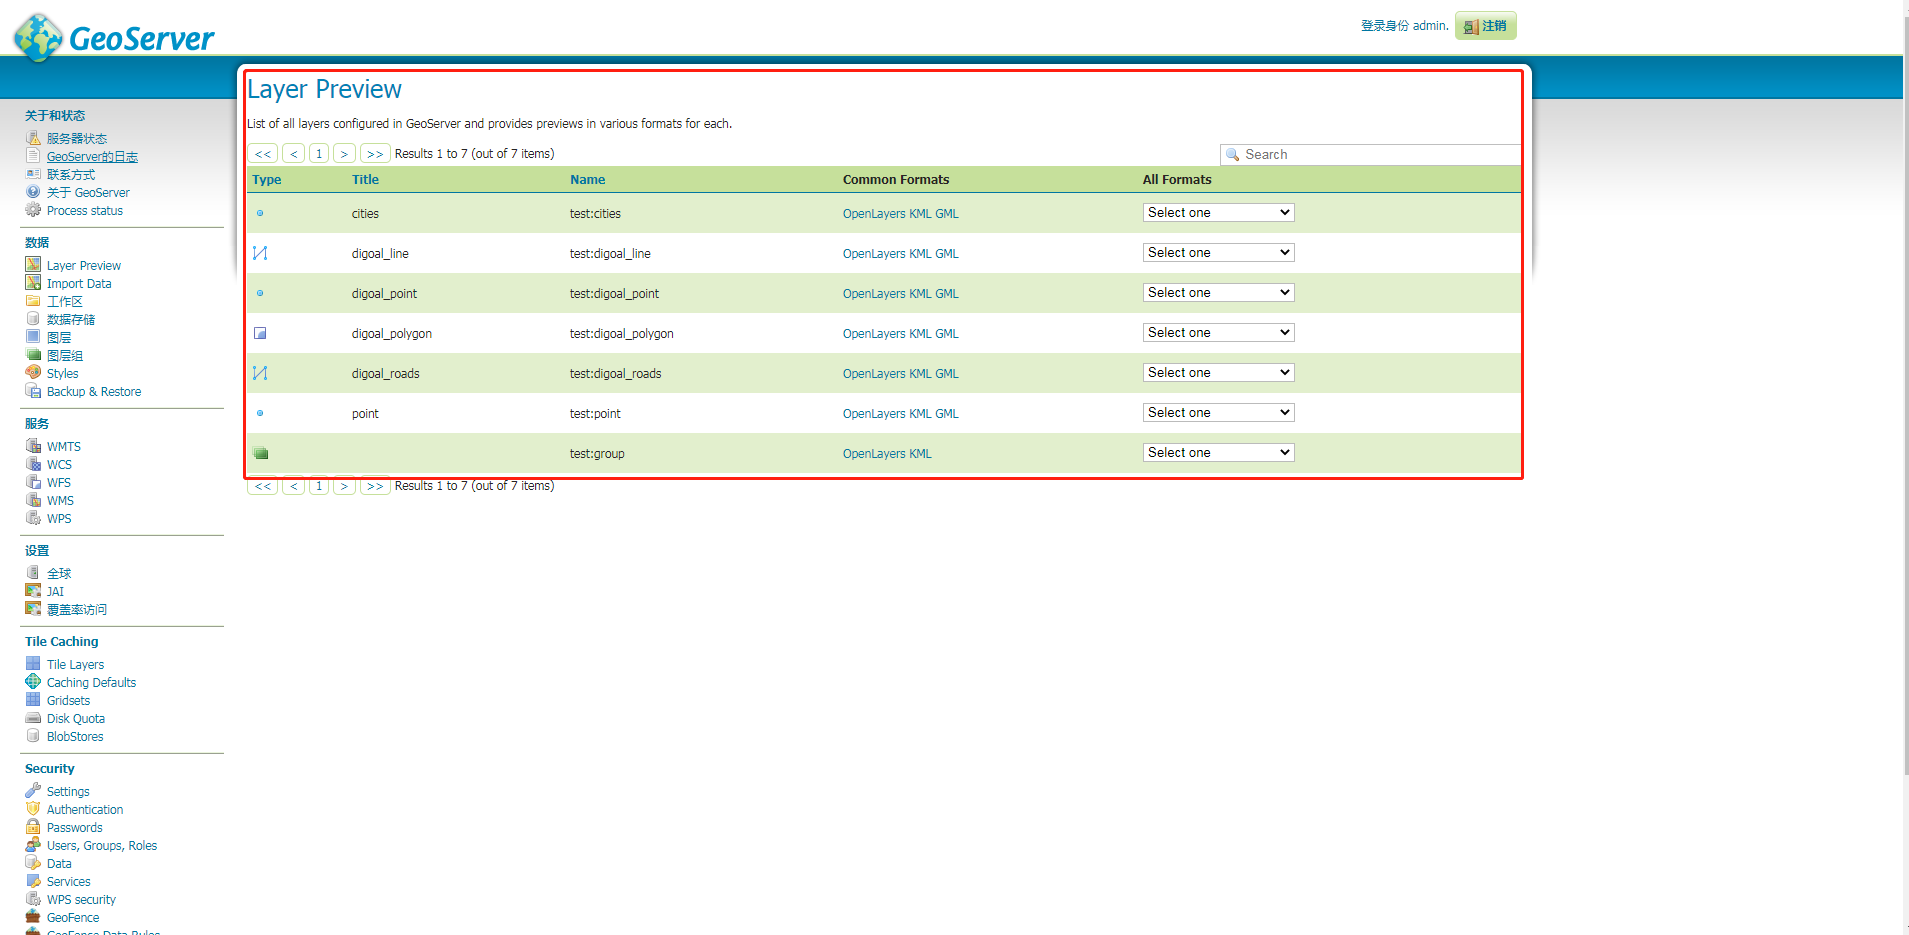 GeoServer
登录身份 admin.
注销
关于和状态
服务器状态
GeoServer的日志
联系方式
关于 GeoServer
Process status
数据
Layer Preview
Import Data
工作区
数据存储
图层
图层组
Styles
Backup & Restore
服务
WMTS
WCS
WFS
WMS
WPS
设置
全球
JAI
覆盖率访问
Tile Caching
Tile Layers
Caching Defaults
Gridsets
Disk Quota
BlobStores
Security
Settings
Authentication
Passwords
Users, Groups, Roles
Data
Services
WPS security
GeoFence
GeoFence Data Rules
Layer Preview
List of all layers configured in GeoServer and provides previews in various formats for each.
<< < 1 > >> Results 1 to 7 (out of 7 items) Search
Type Title Name Common Formats All Formats
cities test:cities OpenLayers KML GML Select one
digoal_line test:digoal_line OpenLayers KML GML Select one
digoal_point test:digoal_point OpenLayers KML GML Select one
digoal_polygon test:digoal_polygon OpenLayers KML GML Select one
digoal_roads test:digoal_roads OpenLayers KML GML Select one
point test:point OpenLayers KML GML Select one
test:group OpenLayers KML Select one
<< < 1 > >> Results 1 to 7 (out of 7 items)